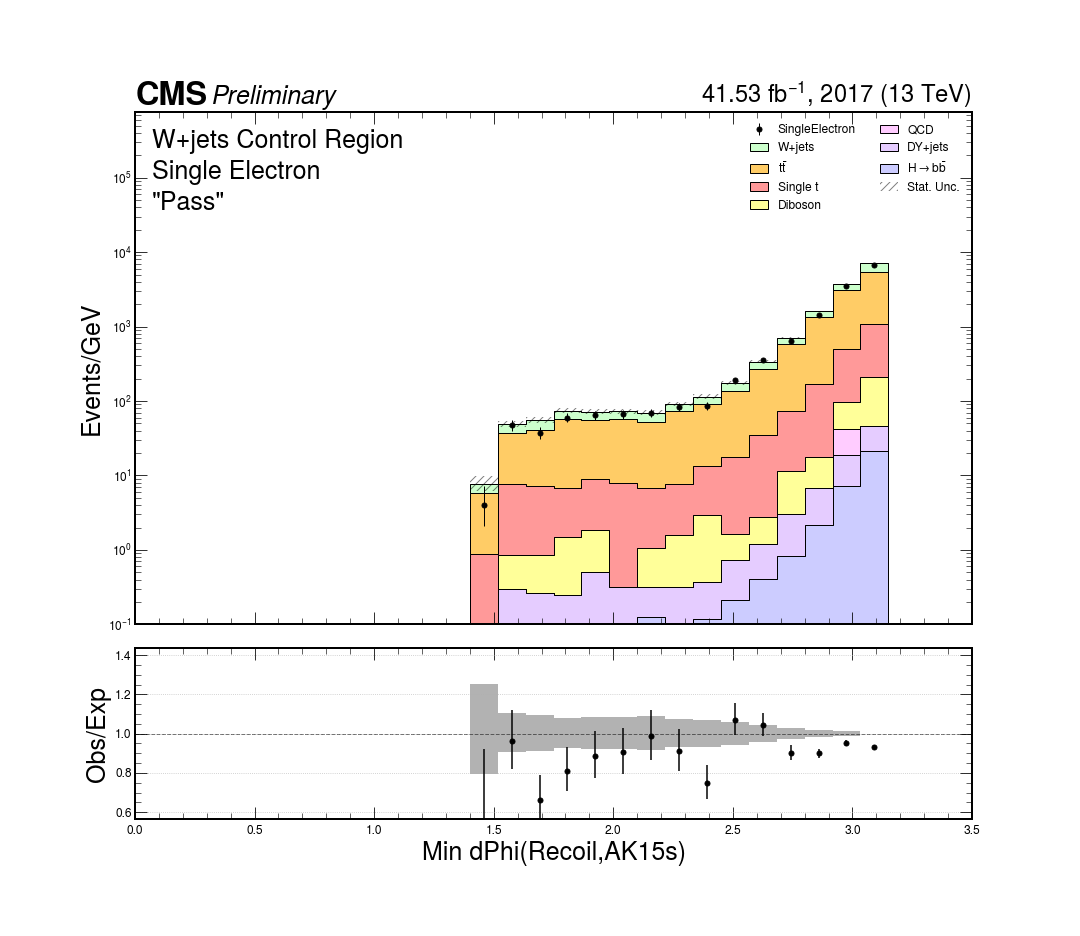 CMS Preliminary
41.53 fb⁻¹, 2017 (13 TeV)
W+jets Control Region
Single Electron
"Pass"
SingleElectron
W+jets
tt̄
Single t
Diboson
QCD
DY+jets
H→bb̄
Stat. Unc.
Events/GeV
10⁵
10⁴
10³
10²
10¹
10⁰
10⁻¹
Obs/Exp
1.4
1.2
1.0
0.8
0.6
0.0 0.5 1.0 1.5 2.0 2.5 3.0 3.5
Min dPhi(Recoil,AK15s)